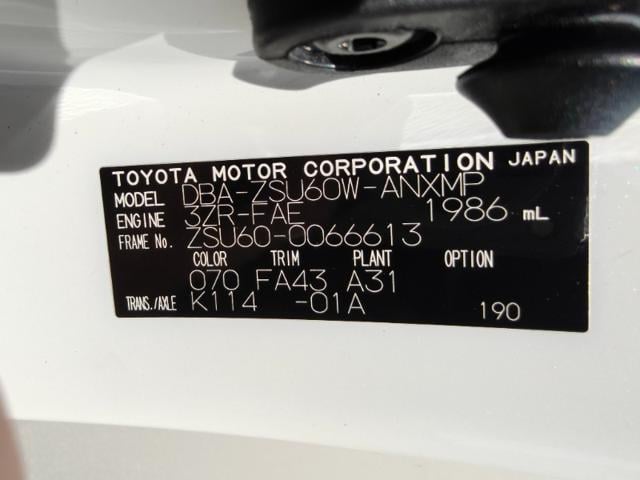 TOYOTA MOTOR CORPORATION JAPAN
MODEL DBA-ZSU60W-ANXMP
ENGINE 3ZR-FAE 1986 mL
FRAME No. ZSU60-0066613
COLOR TRIM PLANT OPTION
070 FA43 A31
TRANS./AXLE K114 -01A 190